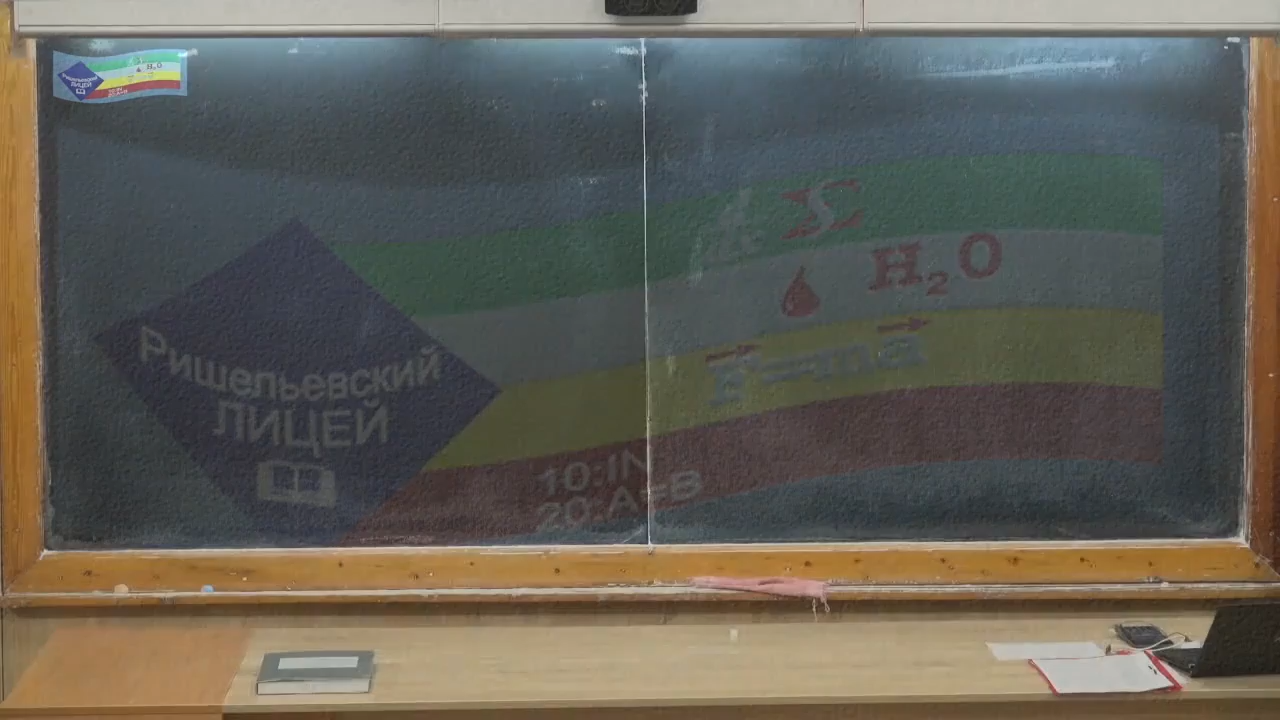 Σ
H₂O
F=ma
Ришельевский
ЛИЦЕЙ
10:IN
20:A=B